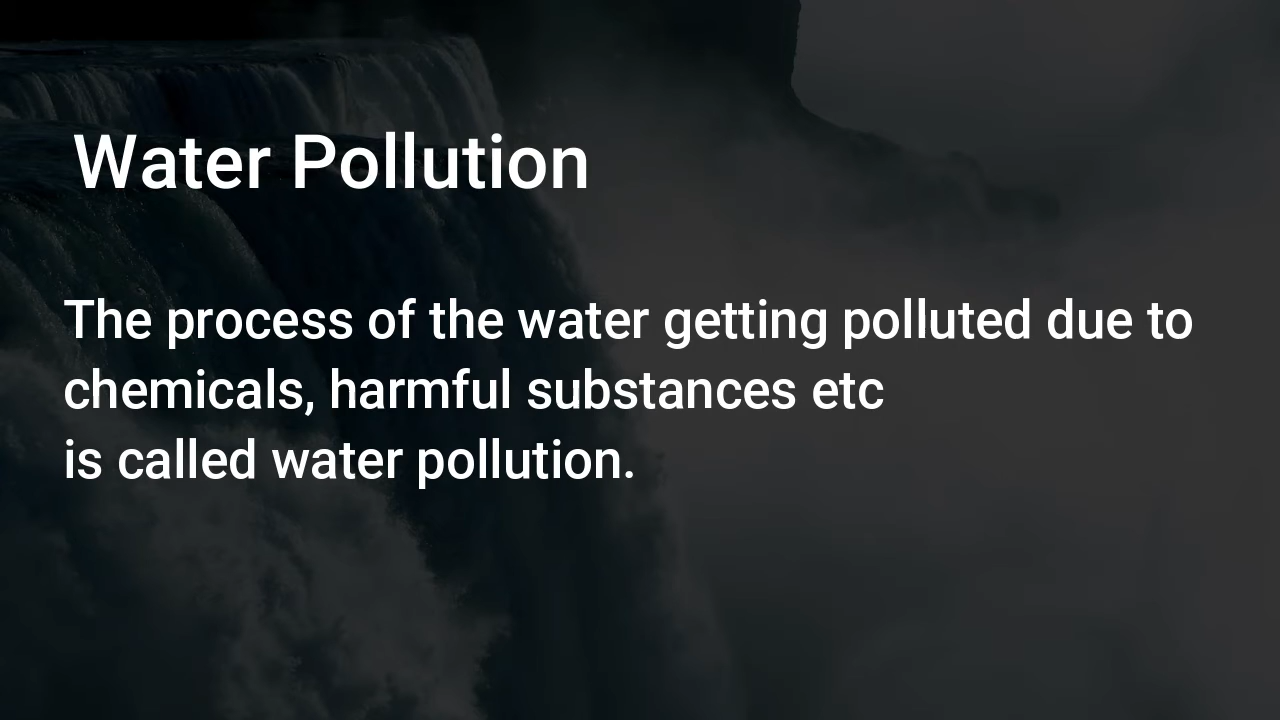 Water Pollution
The process of the water getting polluted due to
chemicals, harmful substances etc
is called water pollution.